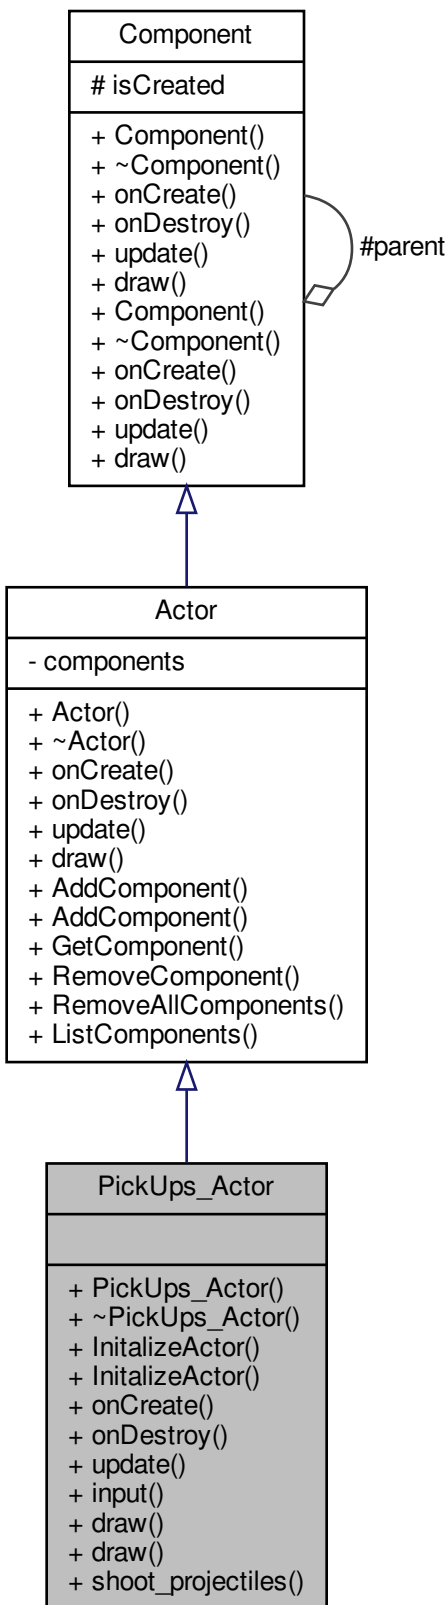 Component
# isCreated
+ Component()
+ ~Component()
+ onCreate()
+ onDestroy()
+ update()
+ draw()
+ Component()
+ ~Component()
+ onCreate()
+ onDestroy()
+ update()
+ draw()
#parent
Actor
- components
+ Actor()
+ ~Actor()
+ onCreate()
+ onDestroy()
+ update()
+ draw()
+ AddComponent()
+ AddComponent()
+ GetComponent()
+ RemoveComponent()
+ RemoveAllComponents()
+ ListComponents()
PickUps_Actor
+ PickUps_Actor()
+ ~PickUps_Actor()
+ InitalizeActor()
+ InitalizeActor()
+ onCreate()
+ onDestroy()
+ update()
+ input()
+ draw()
+ draw()
+ shoot_projectiles()